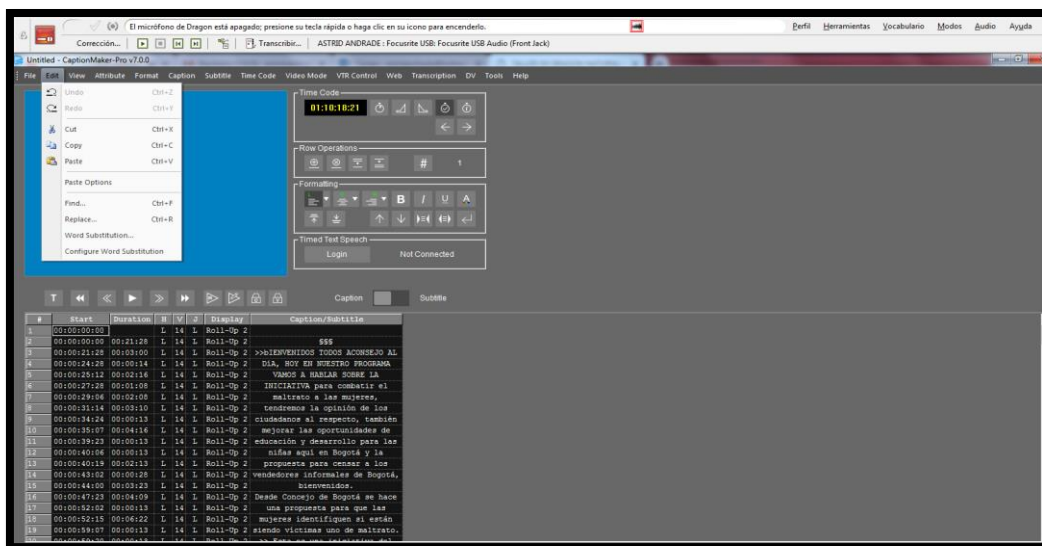 (•) El micrófono de Dragon está apagado; presione su tecla rápida o haga clic en su icono para encenderlo. Perfil Herramientas Vocabulario Modos Audio Ayuda
Corrección... Transcribir... ASTRID ANDRADE : Focusrite USB: Focusrite USB Audio (Front Jack)
Untitled - CaptionMaker-Pro v7.0.0
File Edit View Attribute Format Caption Subtitle Time Code Video Mode VTR Control Web Transcription DV Tools Help
Undo Ctrl+Z
Redo Ctrl+Y
Cut Ctrl+X
Copy Ctrl+C
Paste Ctrl+V
Paste Options
Find... Ctrl+F
Replace... Ctrl+R
Word Substitution...
Configure Word Substitution
Time Code
01:10:18:21
Row Operations
# 1
Formatting
B I U A
Timed Text Speech
Login Not Connected
T Caption Subtitle
# Start Duration H V J Display Caption/Subtitle
1 00:00:00:00 L 14 L Roll-Up 2
2 00:00:00:00 00:21:28 L 14 L Roll-Up 2 §§§
3 00:00:21:28 00:03:00 L 14 L Roll-Up 2 >>bIENVENIDOS TODOS ACONSEJO AL
4 00:00:24:28 00:00:14 L 14 L Roll-Up 2 DíA, HOY EN NUESTRO PROGRAMA
5 00:00:25:12 00:02:16 L 14 L Roll-Up 2 VAMOS A HABLAR SOBRE LA
6 00:00:27:28 00:01:08 L 14 L Roll-Up 2 INICIATIVA para combatir el
7 00:00:29:06 00:02:08 L 14 L Roll-Up 2 maltrato a las mujeres,
8 00:00:31:14 00:03:10 L 14 L Roll-Up 2 tendremos la opinión de los
9 00:00:34:24 00:00:13 L 14 L Roll-Up 2 ciudadanos al respecto, también
10 00:00:35:07 00:04:16 L 14 L Roll-Up 2 mejorar las oportunidades de
11 00:00:39:23 00:00:13 L 14 L Roll-Up 2 educación y desarrollo para las
12 00:00:40:06 00:00:13 L 14 L Roll-Up 2 niñas aquí en Bogotá y la
13 00:00:40:19 00:02:13 L 14 L Roll-Up 2 propuesta para censar a los
14 00:00:43:02 00:00:28 L 14 L Roll-Up 2 vendedores informales de Bogotá,
15 00:00:44:00 00:03:23 L 14 L Roll-Up 2 bienvenidos.
16 00:00:47:23 00:04:09 L 14 L Roll-Up 2 Desde Concejo de Bogotá se hace
17 00:00:52:02 00:00:13 L 14 L Roll-Up 2 una propuesta para que las
18 00:00:52:15 00:06:22 L 14 L Roll-Up 2 mujeres identifiquen si están
19 00:00:59:07 00:00:13 L 14 L Roll-Up 2 siendo víctimas uno de maltrato.